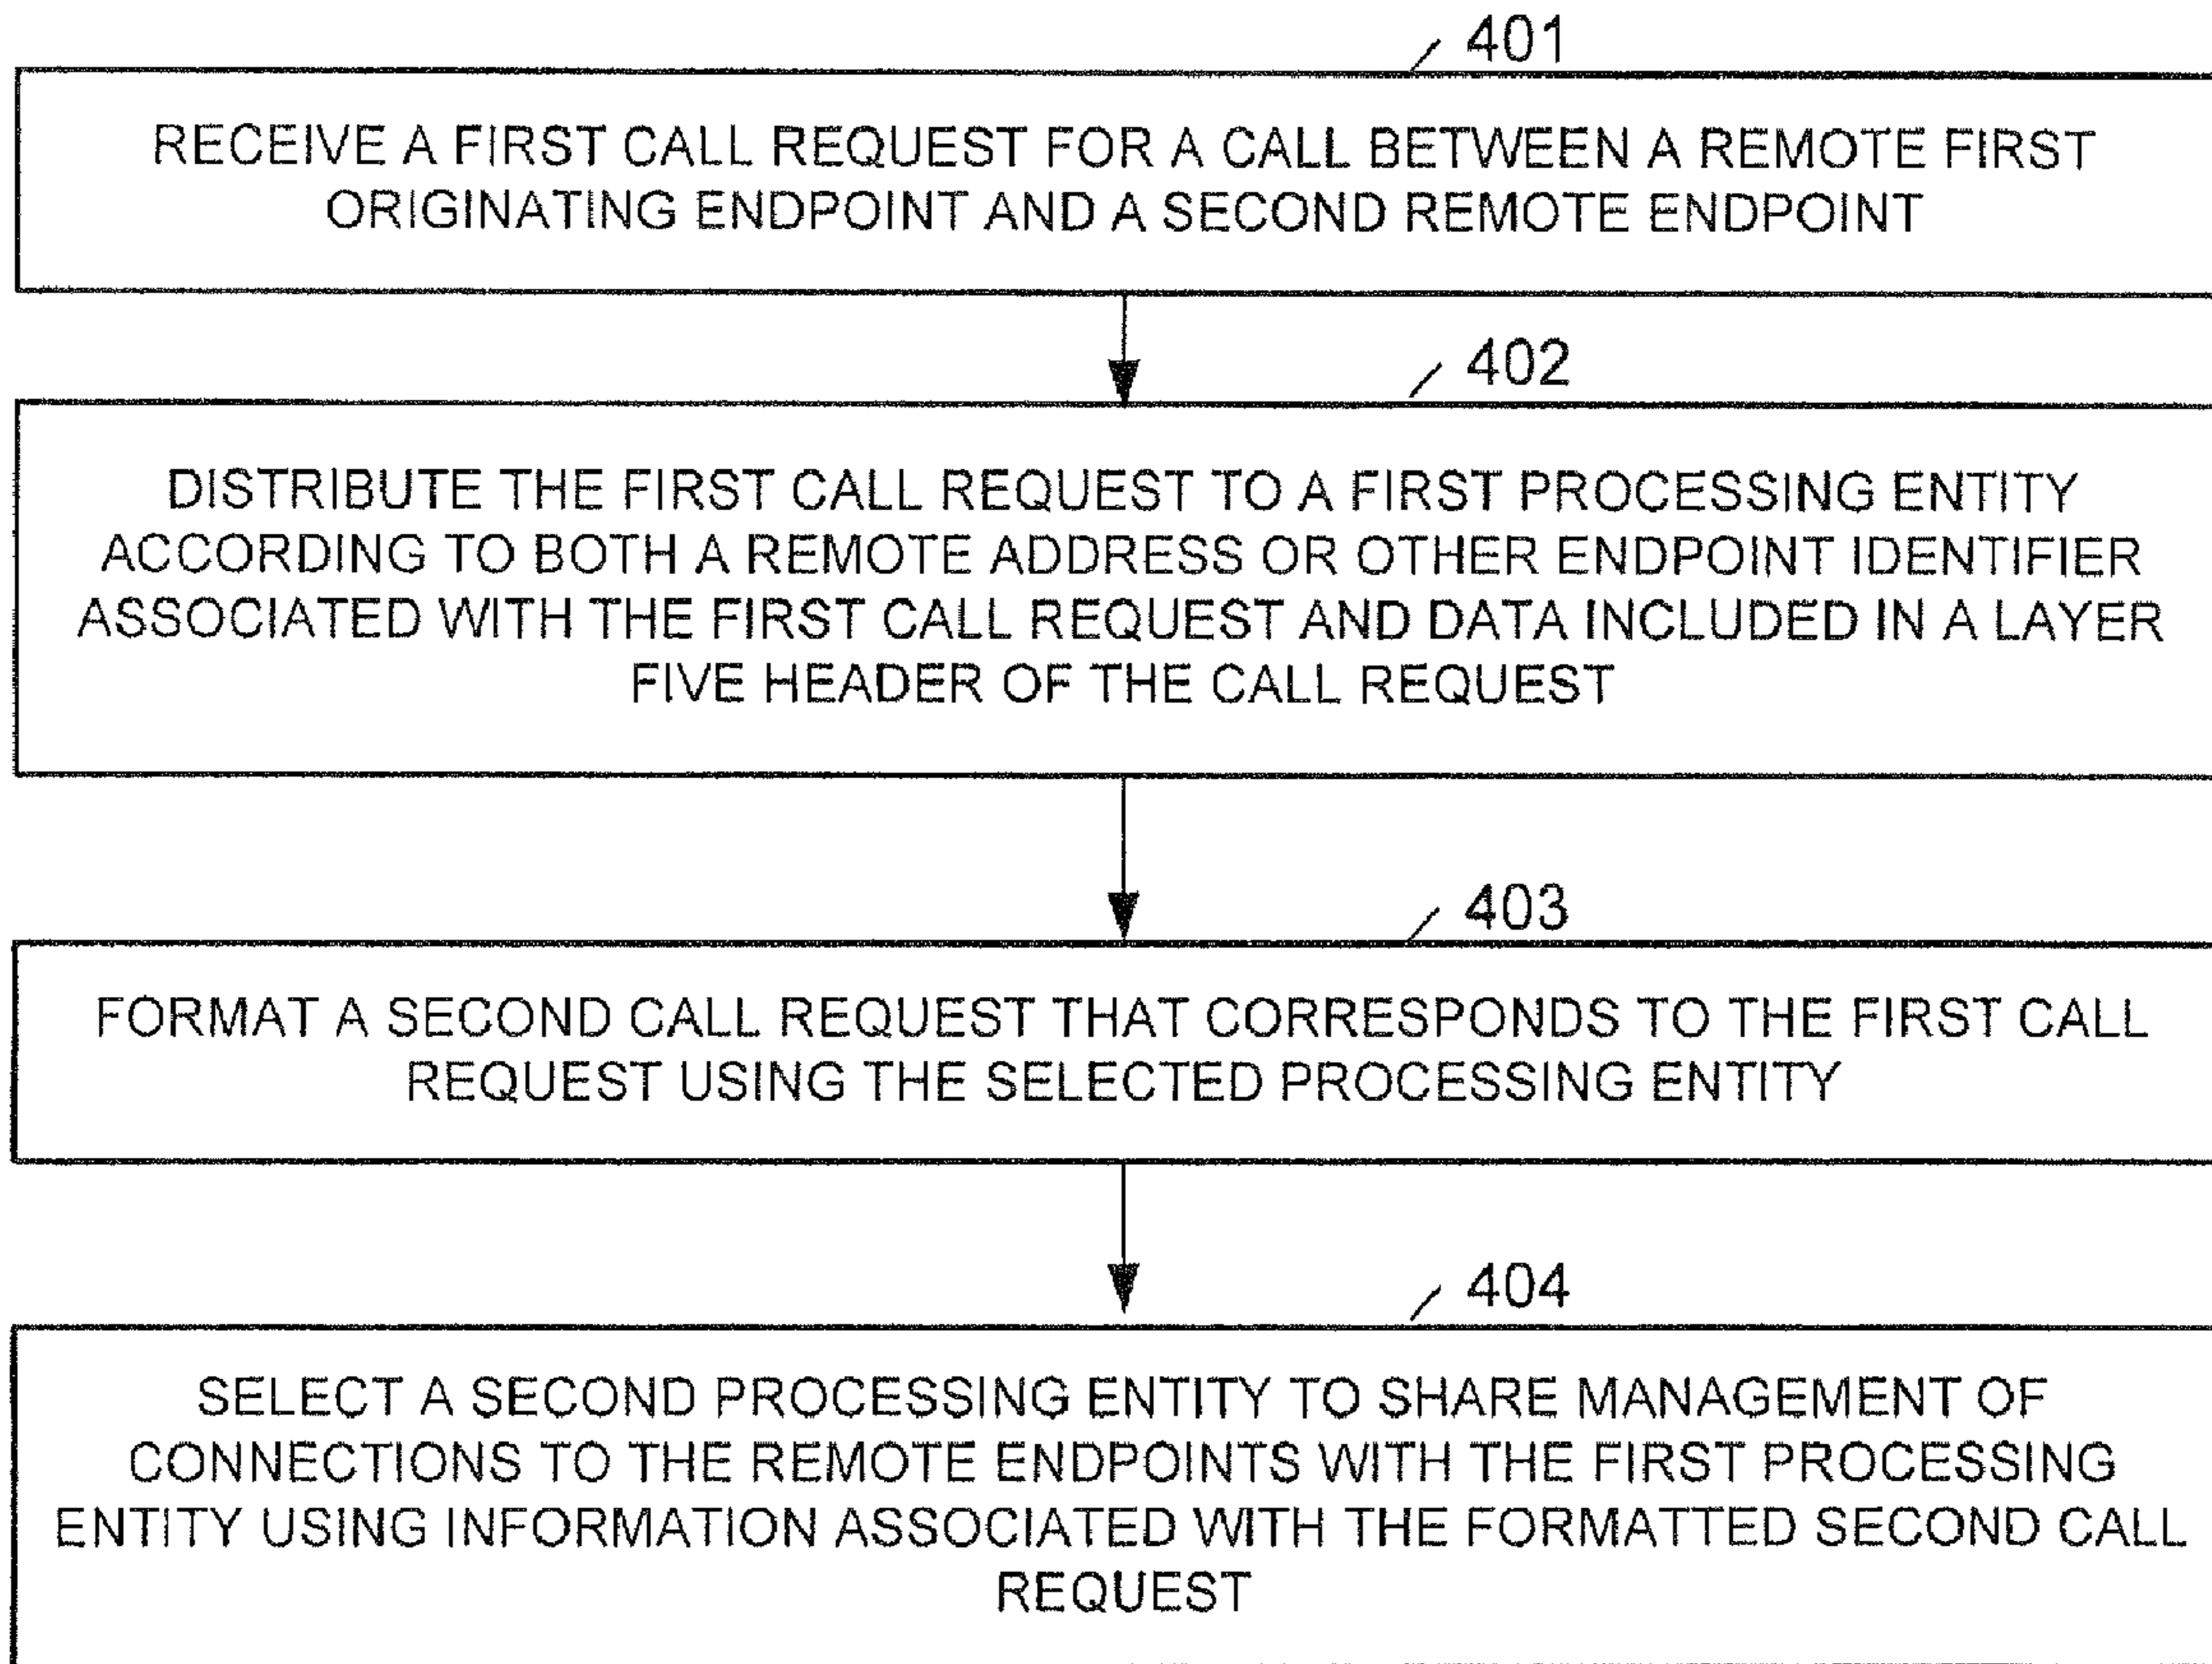 401
RECEIVE A FIRST CALL REQUEST FOR A CALL BETWEEN A REMOTE FIRST
ORIGINATING ENDPOINT AND A SECOND REMOTE ENDPOINT
402
DISTRIBUTE THE FIRST CALL REQUEST TO A FIRST PROCESSING ENTITY
ACCORDING TO BOTH A REMOTE ADDRESS OR OTHER ENDPOINT IDENTIFIER
ASSOCIATED WITH THE FIRST CALL REQUEST AND DATA INCLUDED IN A LAYER
FIVE HEADER OF THE CALL REQUEST
403
FORMAT A SECOND CALL REQUEST THAT CORRESPONDS TO THE FIRST CALL
REQUEST USING THE SELECTED PROCESSING ENTITY
404
SELECT A SECOND PROCESSING ENTITY TO SHARE MANAGEMENT OF
CONNECTIONS TO THE REMOTE ENDPOINTS WITH THE FIRST PROCESSING
ENTITY USING INFORMATION ASSOCIATED WITH THE FORMATTED SECOND CALL
REQUEST